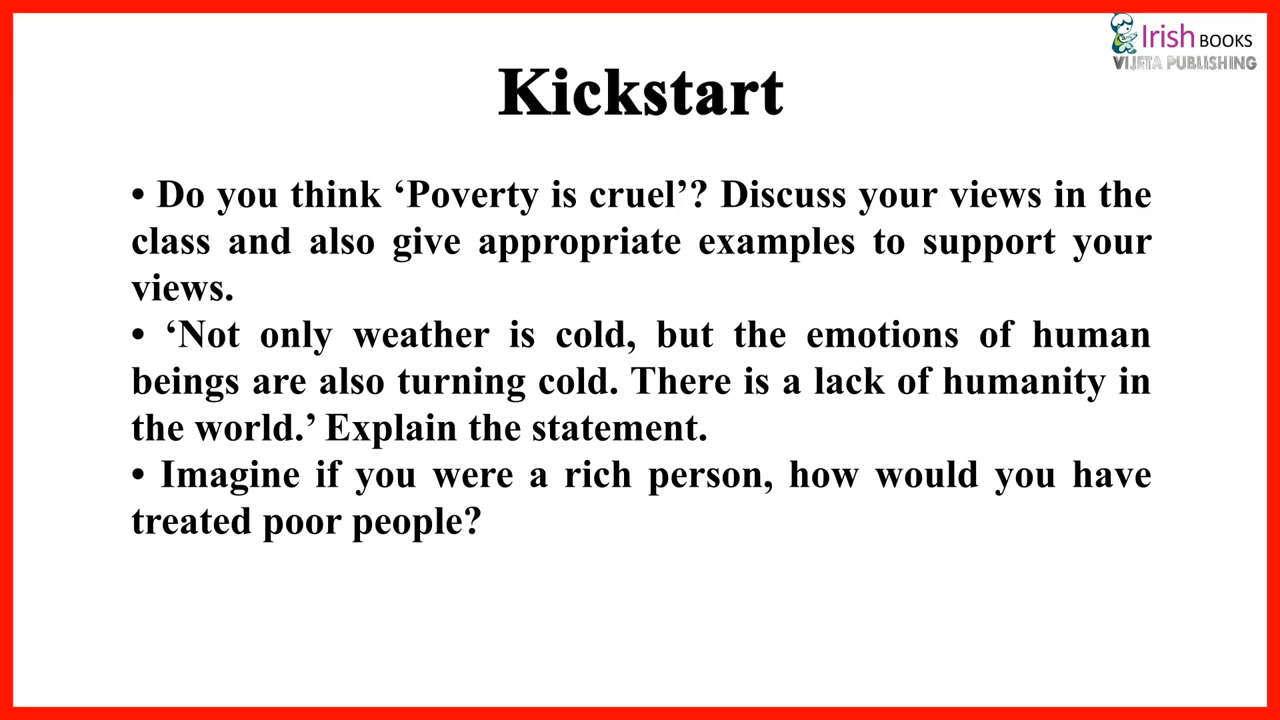 Irish BOOKS
VIJETA PUBLISHING
Kickstart
• Do you think ‘Poverty is cruel’? Discuss your views in the
class and also give appropriate examples to support your
views.
• ‘Not only weather is cold, but the emotions of human
beings are also turning cold. There is a lack of humanity in
the world.’ Explain the statement.
• Imagine if you were a rich person, how would you have
treated poor people?